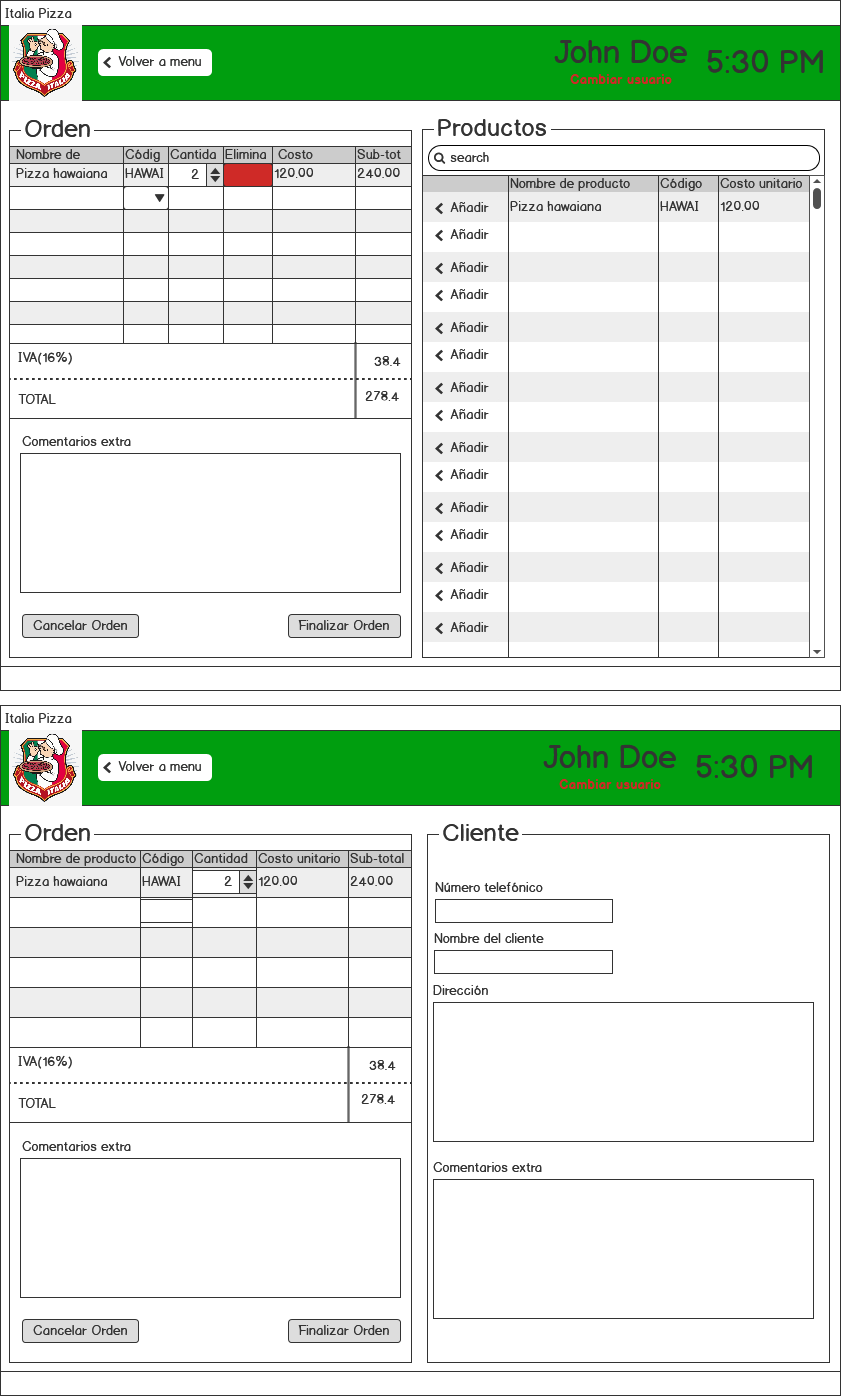 Italia Pizza
Volver a menu
John Doe
5:30 PM
Cambiar usuario
PIZZA ITALIA
Orden
Nombre de Códig Cantida Elimina Costo Sub-tot
Pizza hawaiana HAWAI 2 120.00 240.00
IVA(16%) 38.4
TOTAL 278.4
Comentarios extra
Cancelar Orden Finalizar Orden
Productos
search
Nombre de producto Código Costo unitario
Añadir Pizza hawaiana HAWAI 120.00
Añadir
Añadir
Añadir
Añadir
Añadir
Añadir
Añadir
Añadir
Añadir
Añadir
Añadir
Añadir
Añadir
Añadir
Italia Pizza
Volver a menu
John Doe
5:30 PM
Cambiar usuario
PIZZA ITALIA
Orden
Nombre de producto Código Cantidad Costo unitario Sub-total
Pizza hawaiana HAWAI 2 120.00 240.00
IVA(16%) 38.4
TOTAL 278.4
Comentarios extra
Cancelar Orden Finalizar Orden
Cliente
Número telefónico
Nombre del cliente
Dirección
Comentarios extra